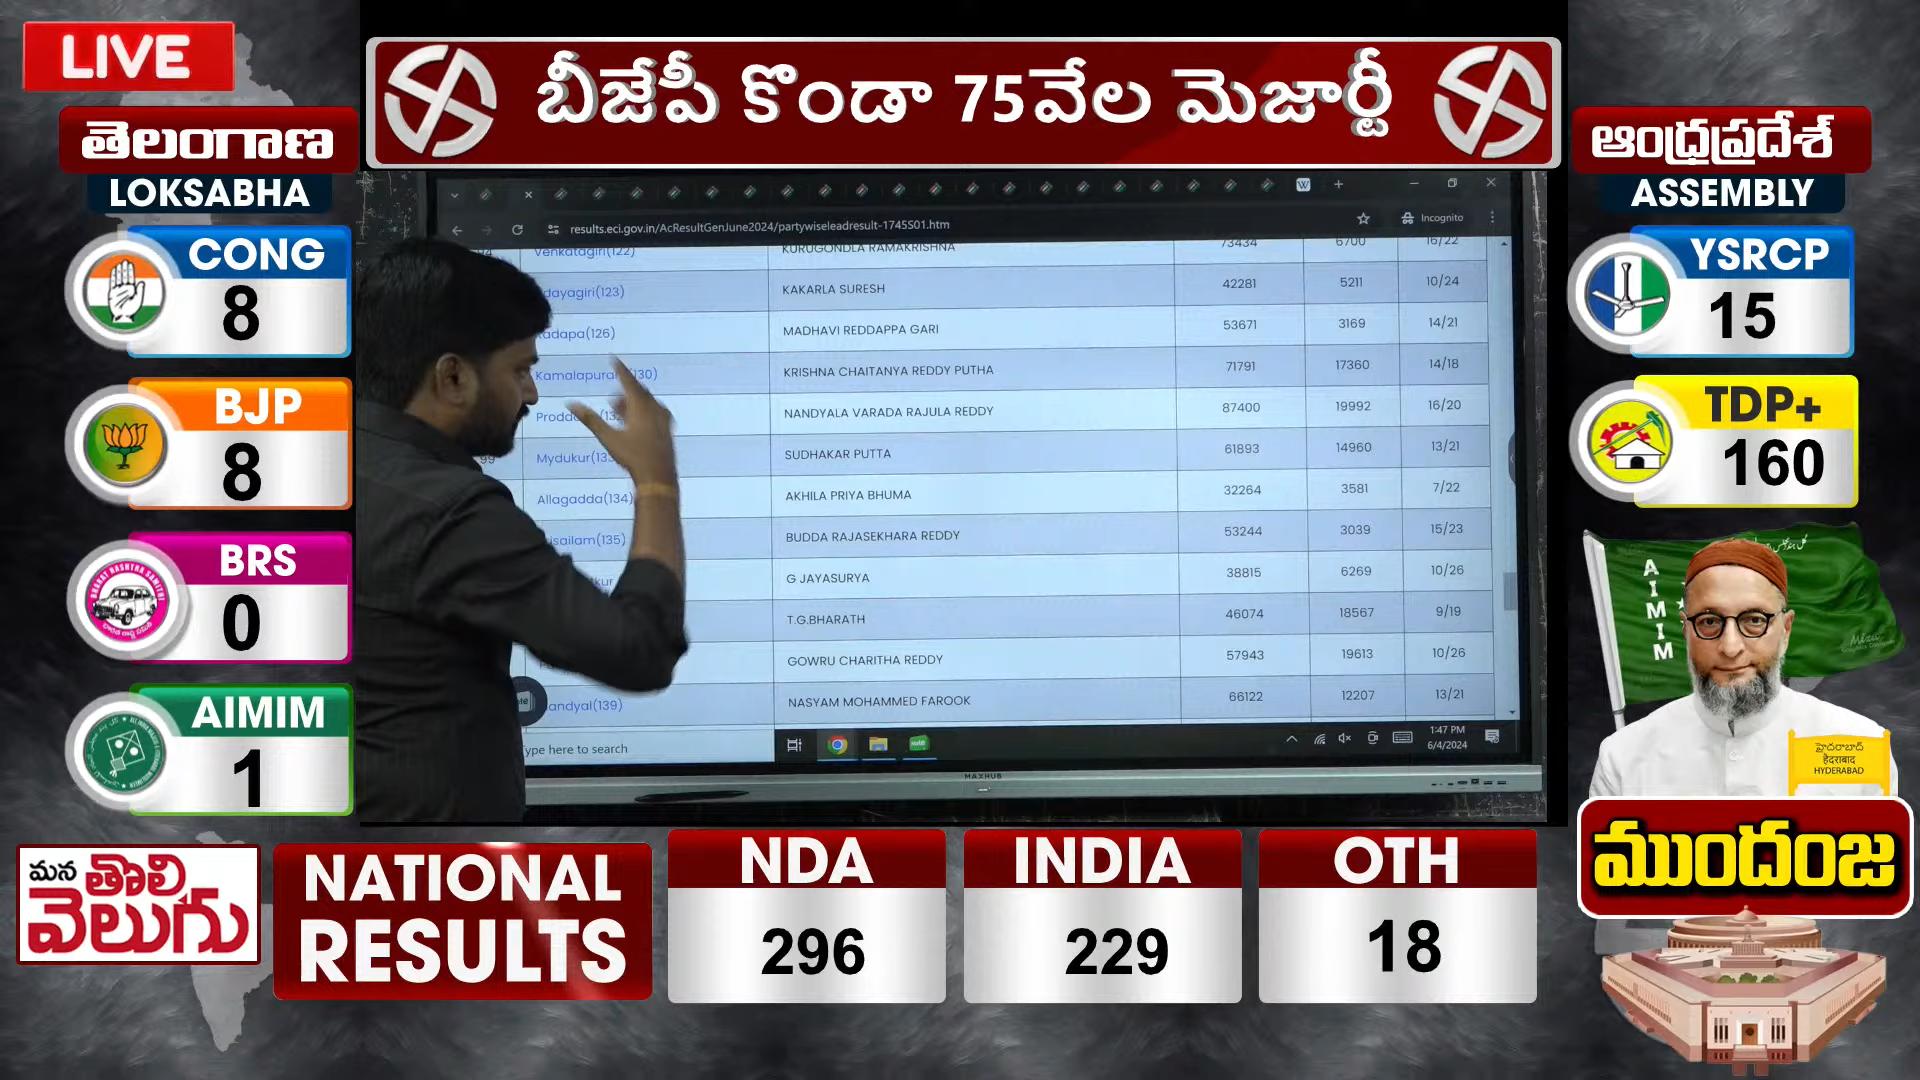 LIVE
తెలంగాణ
LOKSABHA
CONG
8
BJP
8
BRS
0
AIMIM
1
బీజేపీ కొండా 75వేల మెజార్టీ
results.eci.gov.in/AcResultGenJune2024/partywiseleadresult-1745S01.htm
Incognito
Venkatagiri(122) KURUGONDLA RAMAKRISHNA 73434 6700 16/22
dayagiri(123) KAKARLA SURESH 42281 5211 10/24
adapa(126) MADHAVI REDDAPPA GARI 53671 3169 14/21
Kamalapura 130) KRISHNA CHAITANYA REDDY PUTHA 71791 17360 14/18
Prodd NANDYALA VARADA RAJULA REDDY 87400 19992 16/20
99 Mydukur(133 SUDHAKAR PUTTA 61893 14960 13/21
Allagadda(134) AKHILA PRIYA BHUMA 32264 3581 7/22
isailam(135) BUDDA RAJASEKHARA REDDY 53244 3039 15/23
kur G JAYASURYA 38815 6269 10/26
T.G.BHARATH 46074 18567 9/19
GOWRU CHARITHA REDDY 57943 19613 10/26
andyal(139) NASYAM MOHAMMED FAROOK 66122 12207 13/21
Type here to search
1:47 PM
6/4/2024
MAXHUB
ఆంధ్రప్రదేశ్
ASSEMBLY
YSRCP
15
TDP+
160
AIMIM
హైదరాబాద్
हैदराबाद
HYDERABAD
ముందంజ
మన తొలి
వెలుగు
NATIONAL
RESULTS
NDA
296
INDIA
229
OTH
18